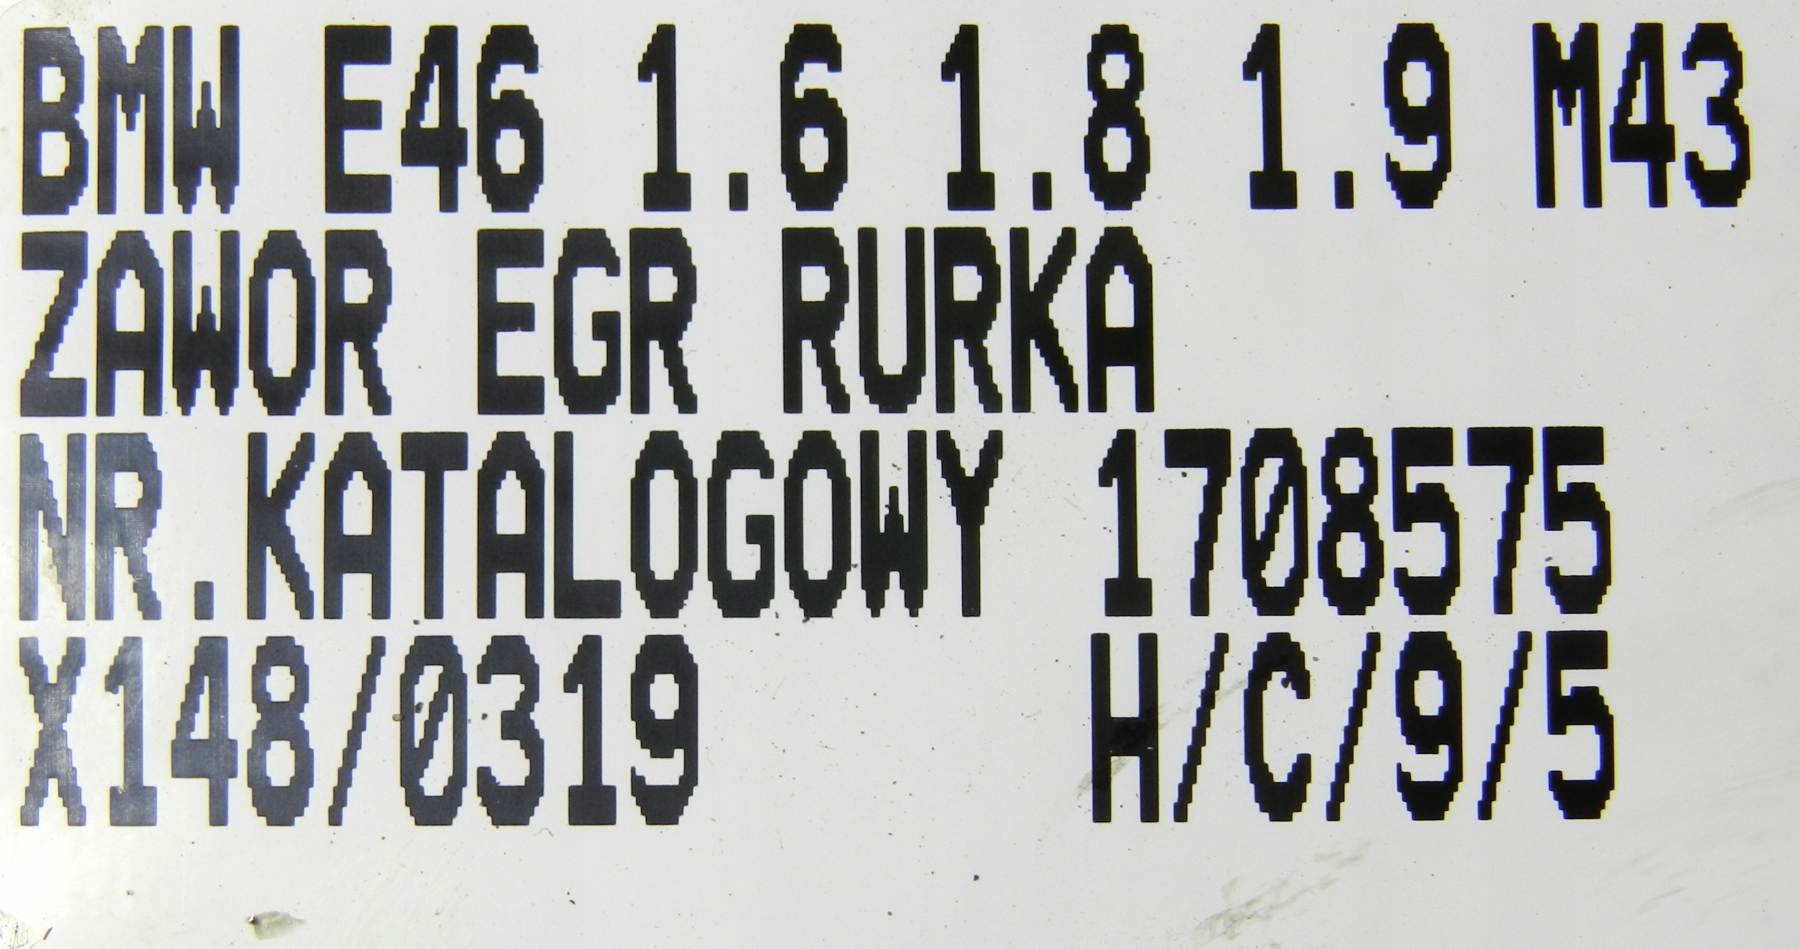 BMW E46 1.6 1.8 1.9 M43
ZAWOR EGR RURKA
NR.KATALOGOWY 1708575
X148/0319 H/C/9/5